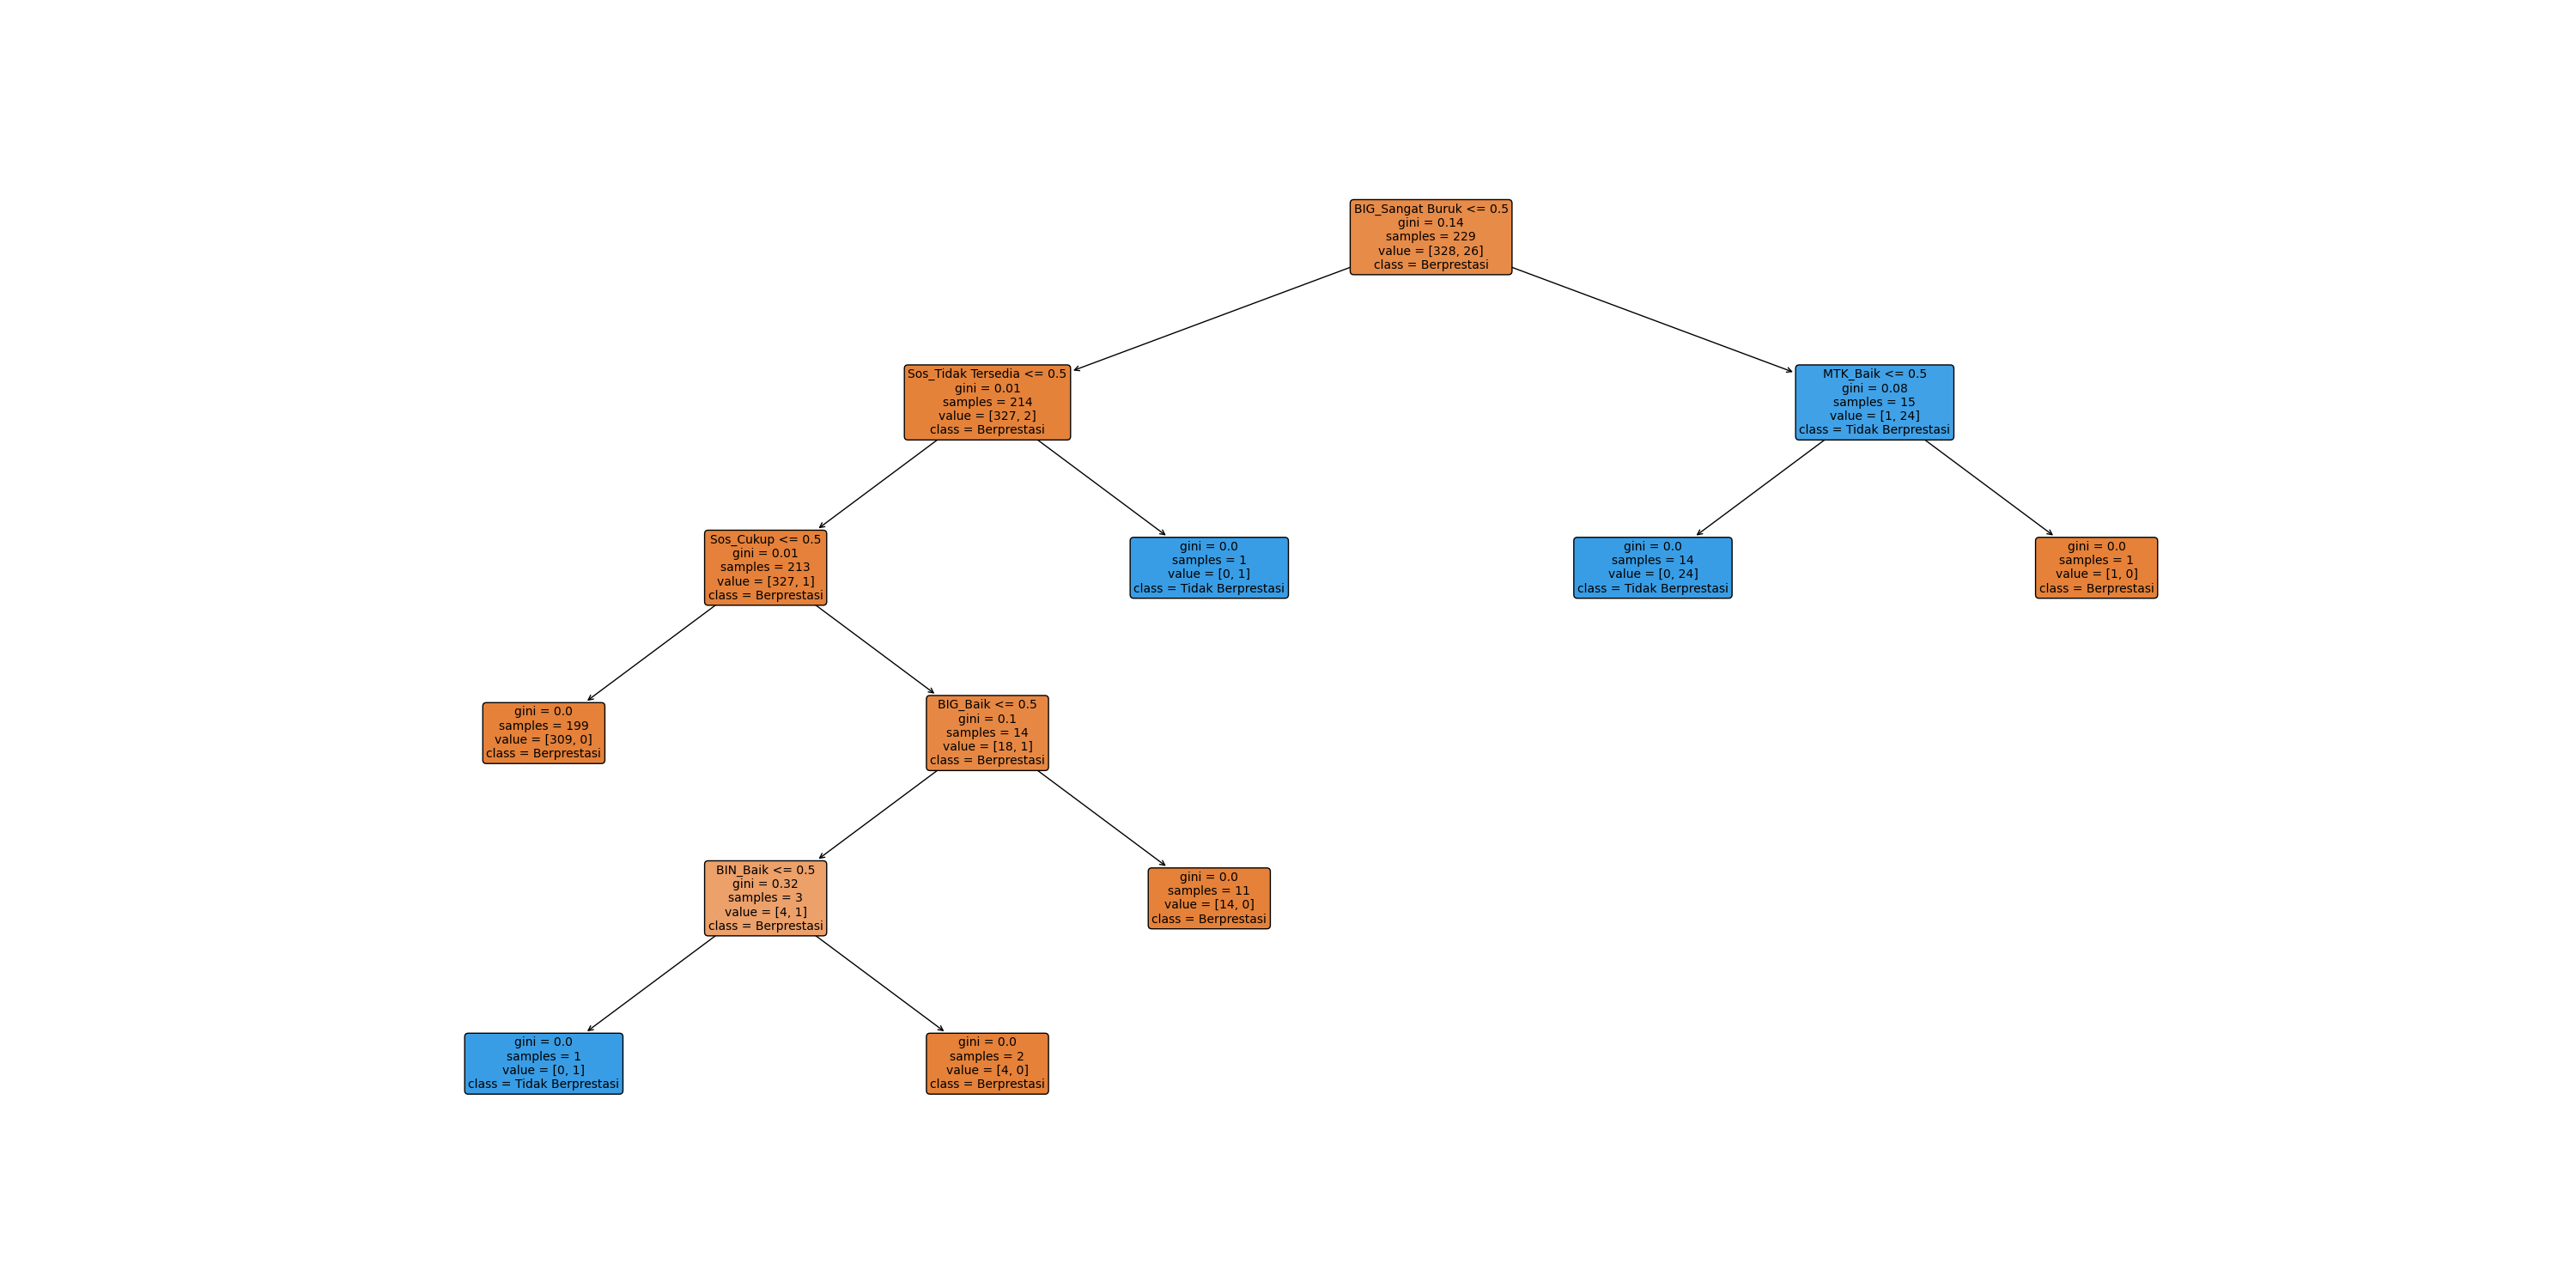 BIG_Sangat Buruk <= 0.5
gini = 0.14
samples = 229
value = [328, 26]
class = Berprestasi
Sos_Tidak Tersedia <= 0.5
gini = 0.01
samples = 214
value = [327, 2]
class = Berprestasi
MTK_Baik <= 0.5
gini = 0.08
samples = 15
value = [1, 24]
class = Tidak Berprestasi
Sos_Cukup <= 0.5
gini = 0.01
samples = 213
value = [327, 1]
class = Berprestasi
gini = 0.0
samples = 1
value = [0, 1]
class = Tidak Berprestasi
gini = 0.0
samples = 14
value = [0, 24]
class = Tidak Berprestasi
gini = 0.0
samples = 1
value = [1, 0]
class = Berprestasi
gini = 0.0
samples = 199
value = [309, 0]
class = Berprestasi
BIG_Baik <= 0.5
gini = 0.1
samples = 14
value = [18, 1]
class = Berprestasi
BIN_Baik <= 0.5
gini = 0.32
samples = 3
value = [4, 1]
class = Berprestasi
gini = 0.0
samples = 11
value = [14, 0]
class = Berprestasi
gini = 0.0
samples = 1
value = [0, 1]
class = Tidak Berprestasi
gini = 0.0
samples = 2
value = [4, 0]
class = Berprestasi